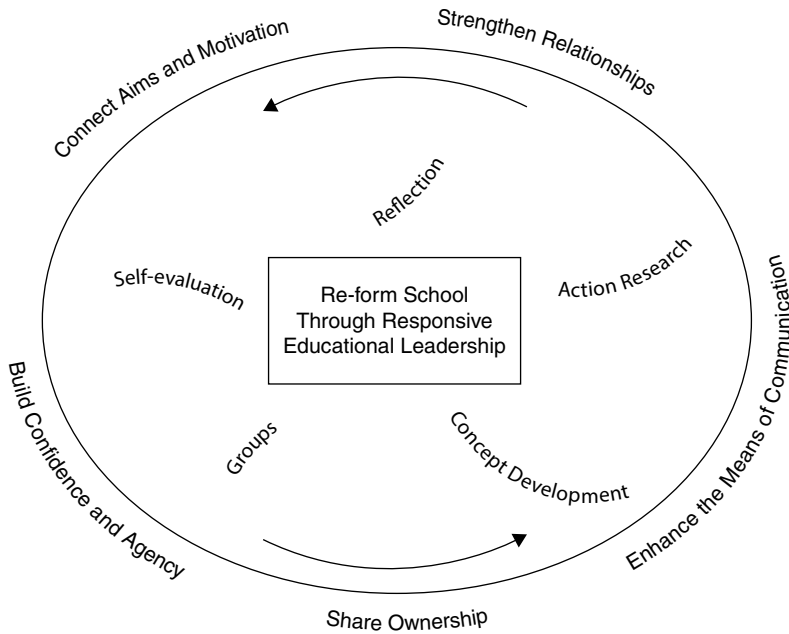 Strengthen Relationships
Connect Aims and Motivation
Reflection
Action Research
Self-evaluation
Re-form School
Through Responsive
Educational Leadership
Enhance the Means of Communication
Build Confidence and Agency
Groups
Concept Development
Share Ownership